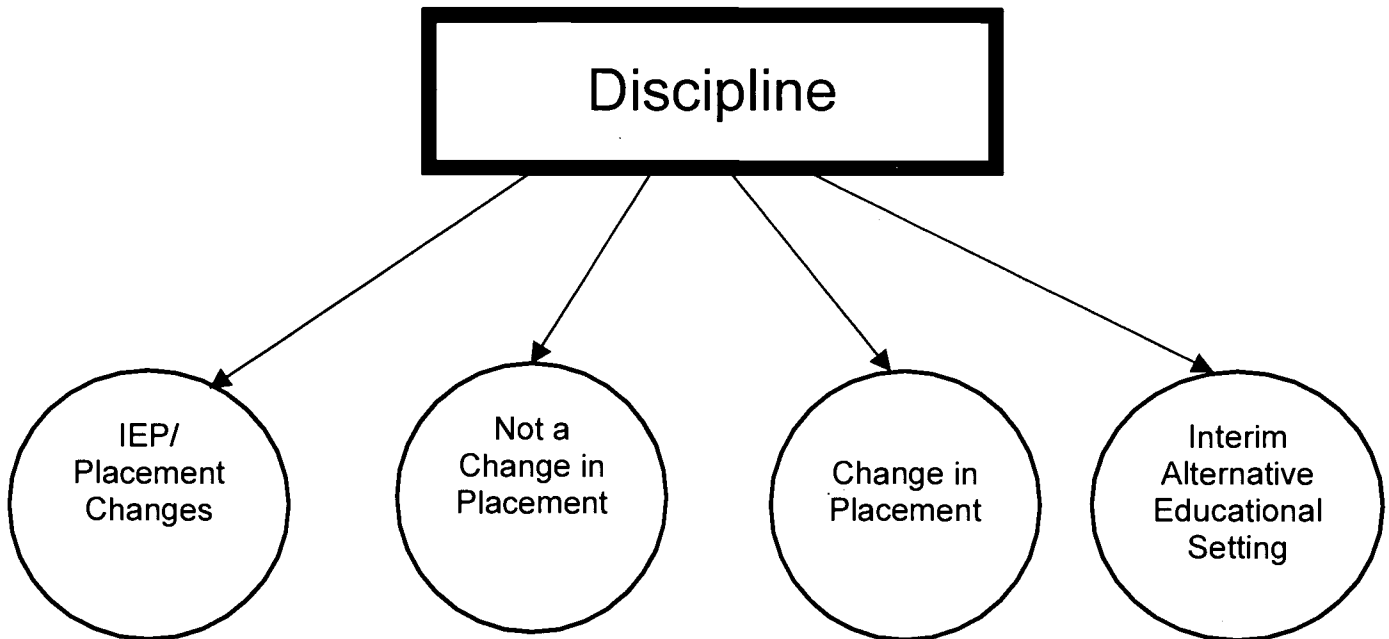 Discipline
IEP/
Placement
Changes
Not a
Change in
Placement
Change in
Placement
Interim
Alternative
Educational
Setting